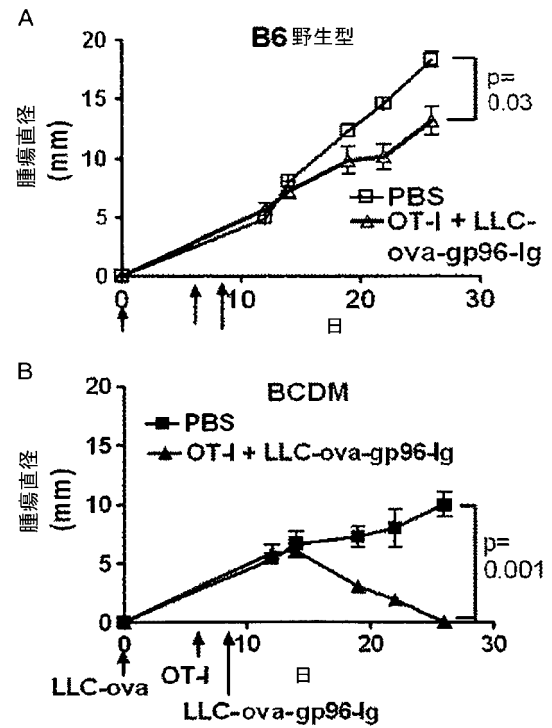 A
B6 野生型
20
15
10
5
0
腫瘍直径
(mm)
p=
0.03
PBS
OT-I + LLC-
ova-gp96-Ig
0
10
20
30
日
B
BCDM
20
15
10
5
0
腫瘍直径
(mm)
PBS
OT-I + LLC-ova-gp96-Ig
p=
0.001
0
10
20
30
日
LLC-ova
OT-I
LLC-ova-gp96-Ig